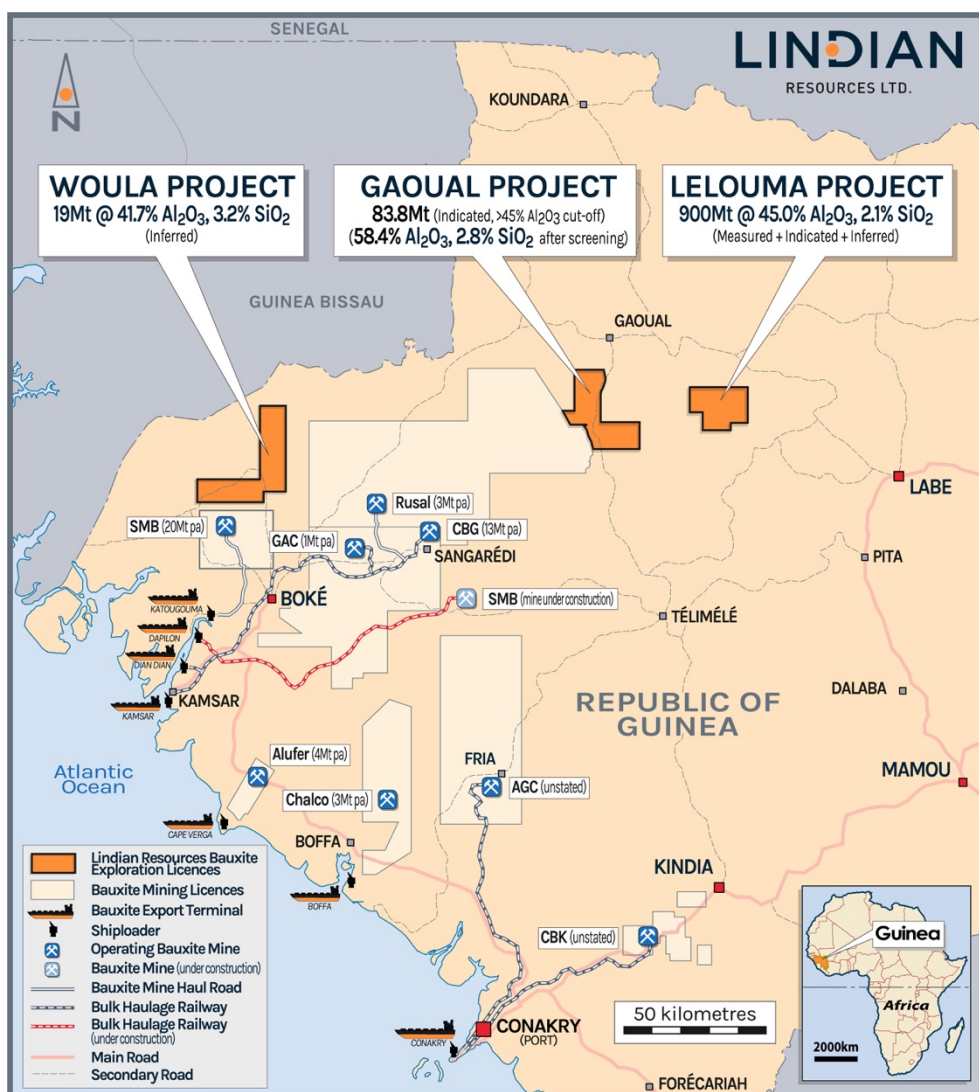 SENEGAL
LINDIAN
RESOURCES LTD.
N
KOUNDARA
WOULA PROJECT
19Mt @ 41.7% Al₂O₃, 3.2% SiO₂
(Inferred)
GAOUAL PROJECT
83.8Mt (Indicated, >45% Al₂O₃ cut-off)
(58.4% Al₂O₃, 2.8% SiO₂ after screening)
LELOUMA PROJECT
900Mt @ 45.0% Al₂O₃, 2.1% SiO₂
(Measured + Indicated + Inferred)
GUINEA BISSAU
GAOUAL
LABE
Rusal (3Mt pa)
SMB (20Mt pa)
GAC (1Mt pa)
CBG (13Mt pa)
SANGARÉDI
PITA
BOKÉ
SMB (mine under construction)
KATOUGOUMA
TÉLIMÉLÉ
DAPILON
DIAN DIAN
KAMSAR
KAMSAR
DALABA
REPUBLIC OF
GUINEA
Atlantic
Ocean
Alufer (4Mt pa)
FRIA
AGC (unstated)
MAMOU
Chalco (3Mt pa)
CAPE VERGA
BOFFA
BOFFA
KINDIA
CBK (unstated)
Lindian Resources Bauxite
Exploration Licences
Bauxite Mining Licences
Bauxite Export Terminal
Shiploader
Operating Bauxite Mine
Bauxite Mine (under construction)
Bauxite Mine Haul Road
Bulk Haulage Railway
Bulk Haulage Railway
(under construction)
Main Road
Secondary Road
CONAKRY
CONAKRY
(PORT)
50 kilometres
FORÉCARIAH
Guinea
Africa
2000km